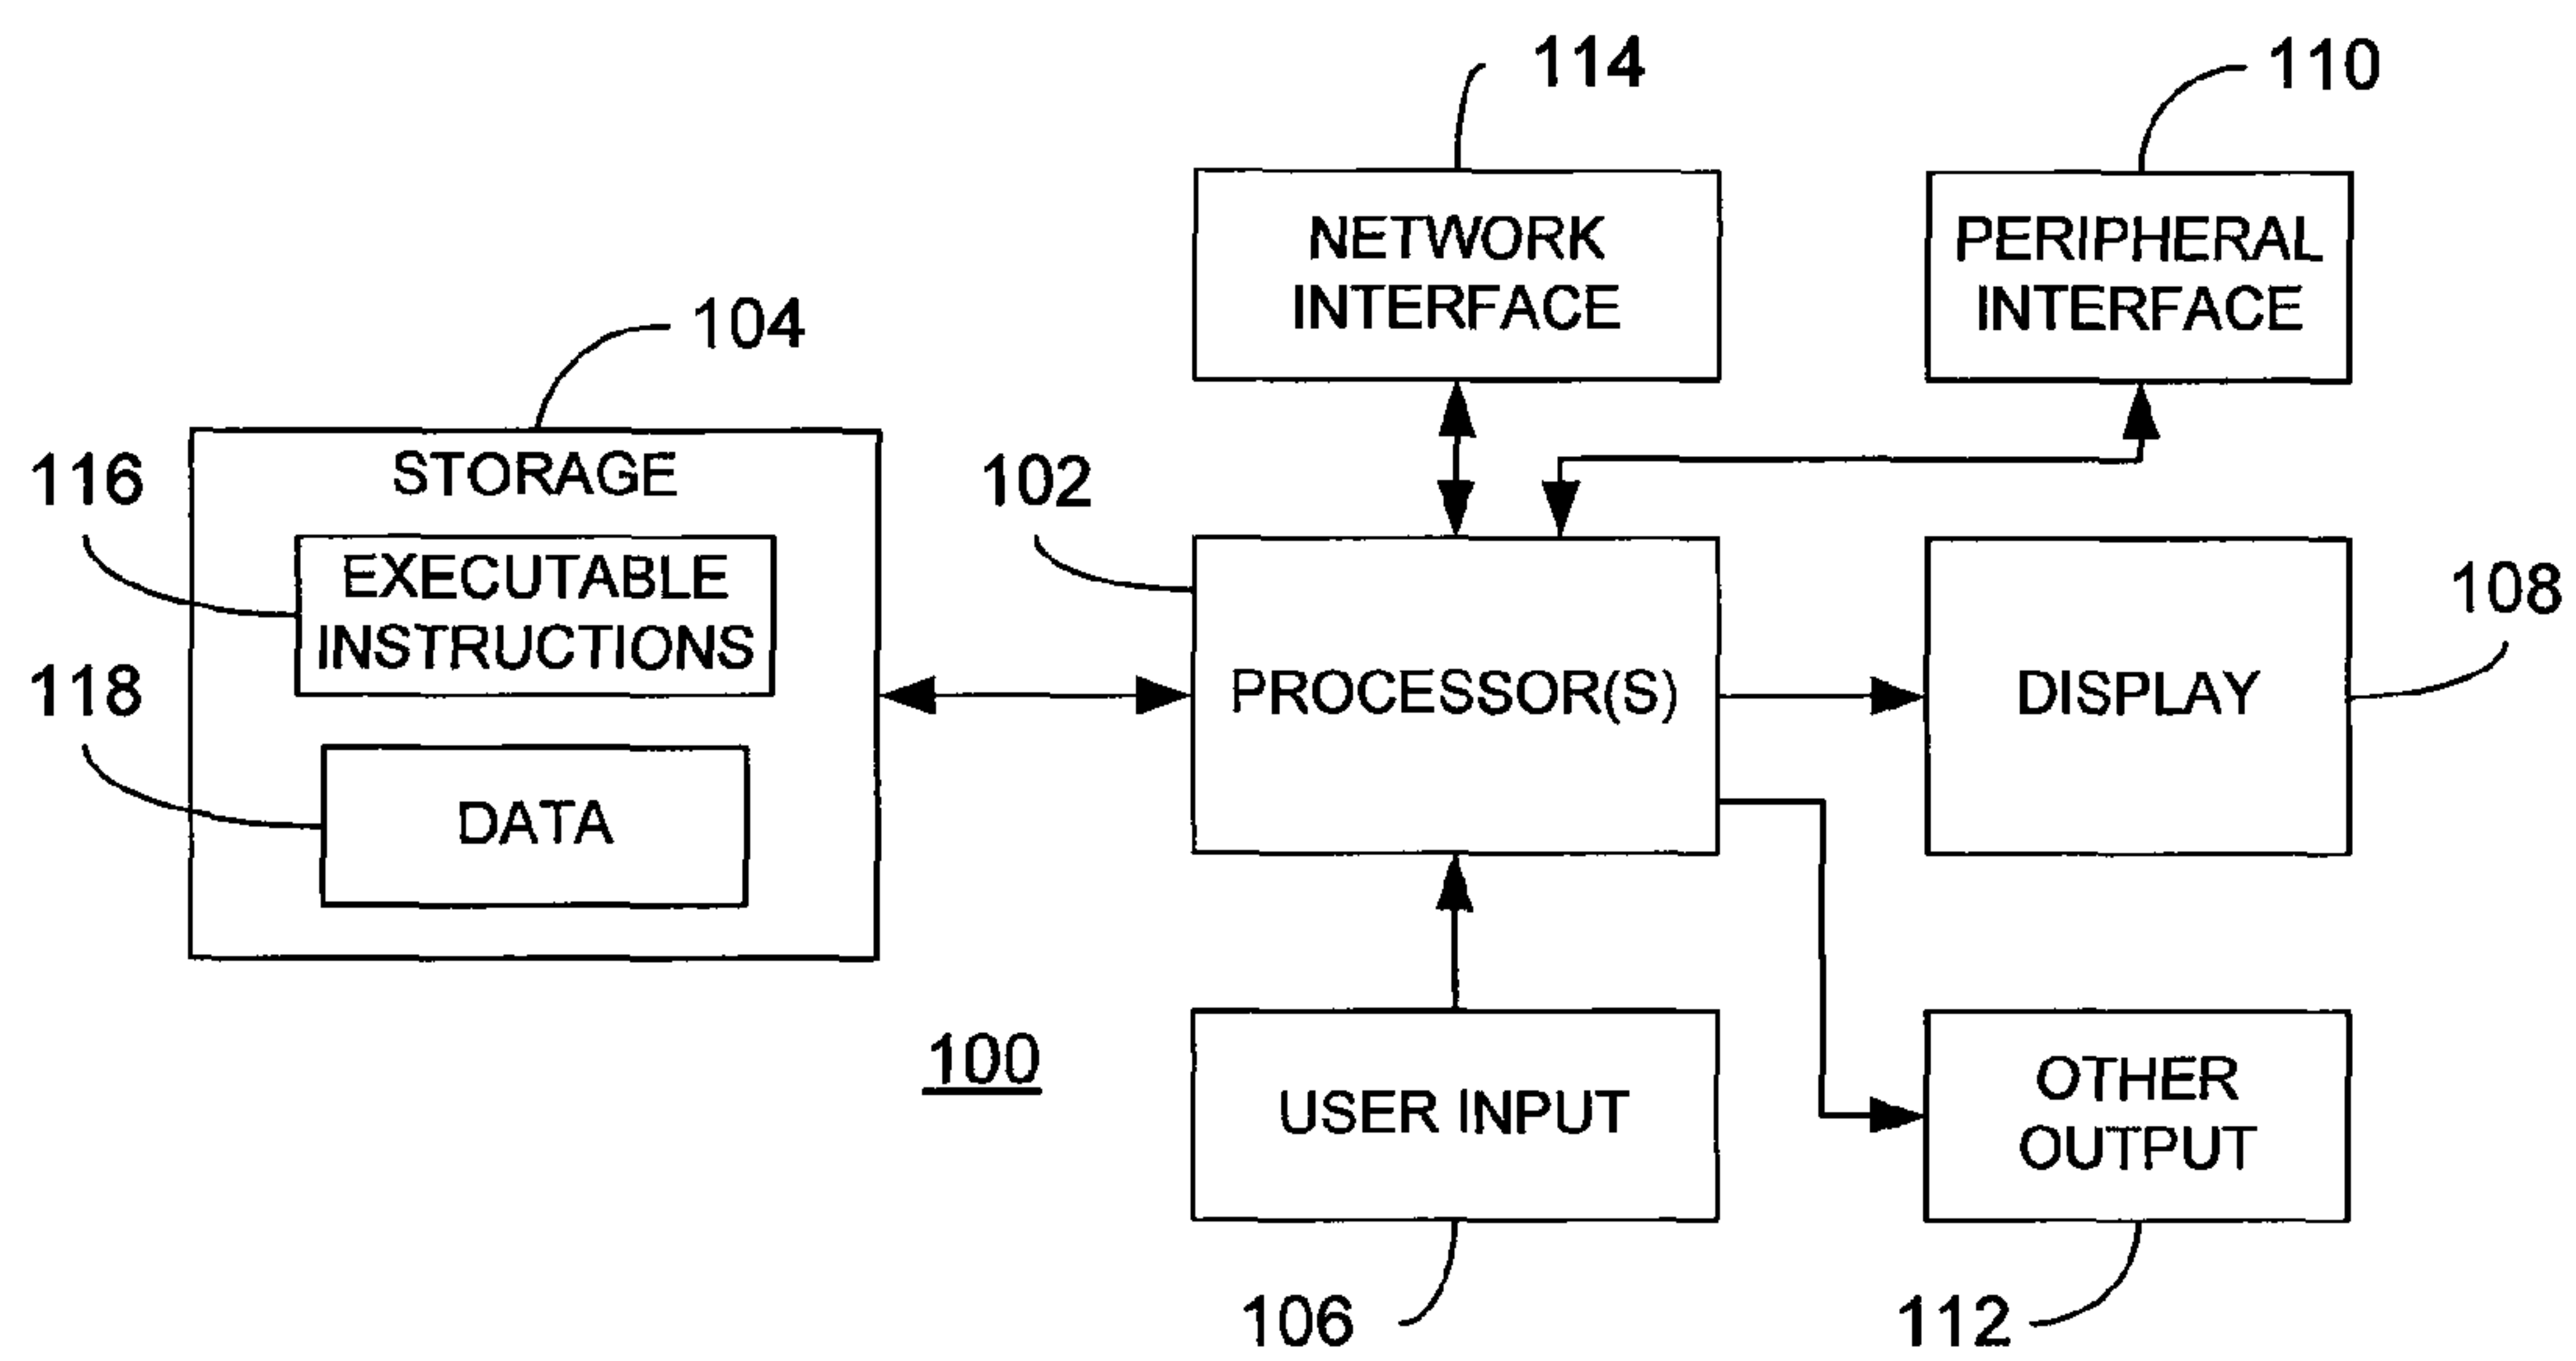 114
110
NETWORK
INTERFACE
PERIPHERAL
INTERFACE
104
STORAGE
116
102
EXECUTABLE
INSTRUCTIONS
108
118
PROCESSOR(S)
DISPLAY
DATA
100
USER INPUT
OTHER
OUTPUT
106
112